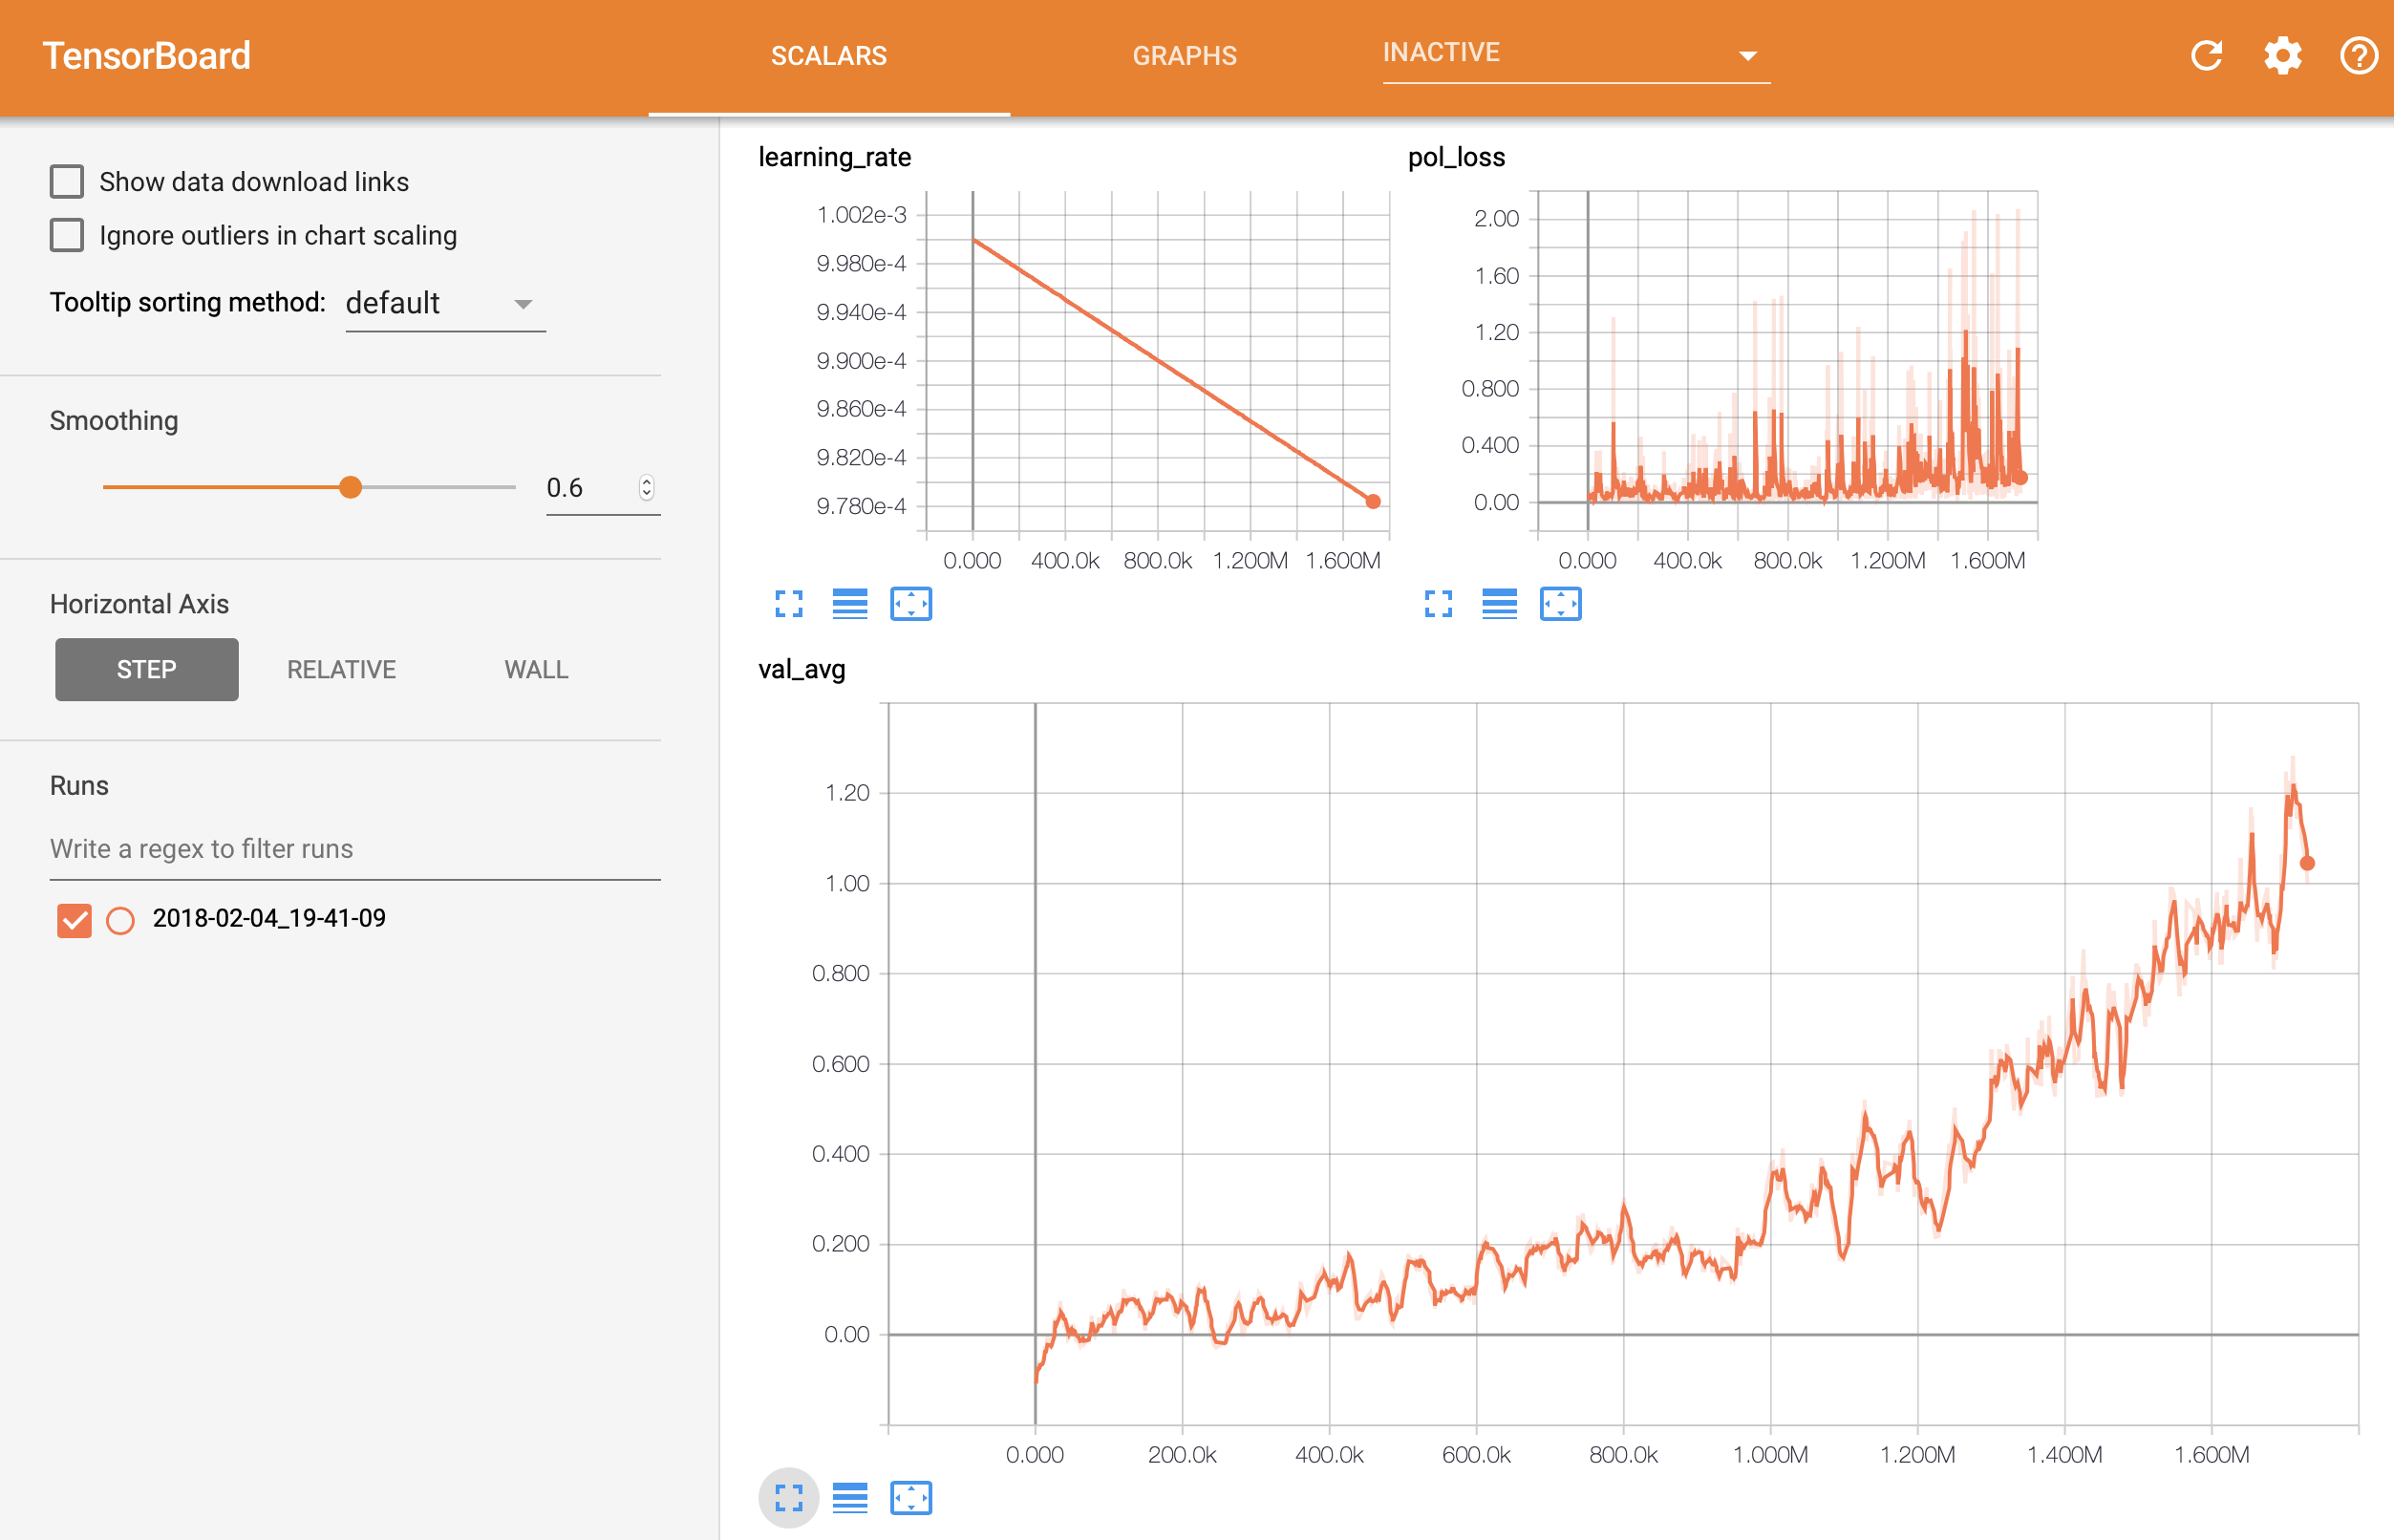 TensorBoard
SCALARS
GRAPHS
INACTIVE
Show data download links
Ignore outliers in chart scaling
Tooltip sorting method: default
Smoothing
0.6
Horizontal Axis
STEP RELATIVE WALL
Runs
Write a regex to filter runs
2018-02-04_19-41-09
learning_rate
1.002e-3
9.980e-4
9.940e-4
9.900e-4
9.860e-4
9.820e-4
9.780e-4
0.000 400.0k 800.0k 1.200M 1.600M
pol_loss
2.00
1.60
1.20
0.800
0.400
0.00
0.000 400.0k 800.0k 1.200M 1.600M
val_avg
1.20
1.00
0.800
0.600
0.400
0.200
0.00
0.000 200.0k 400.0k 600.0k 800.0k 1.000M 1.200M 1.400M 1.600M